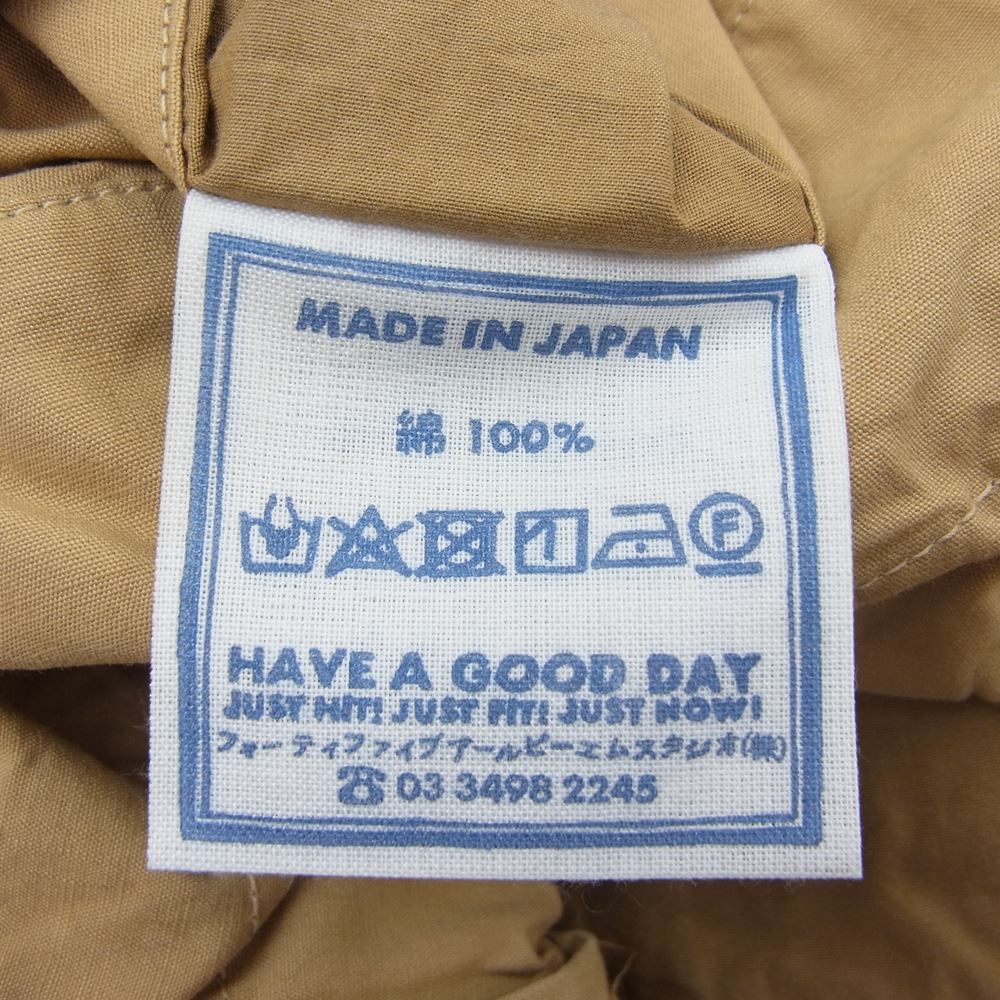 MADE IN JAPAN
綿 100%
F
HAVE A GOOD DAY
JUST HIT! JUST FIT! JUST NOW!
フォーティファイブアールピーエムスタジオ(株)
☎ 03 3498 2245